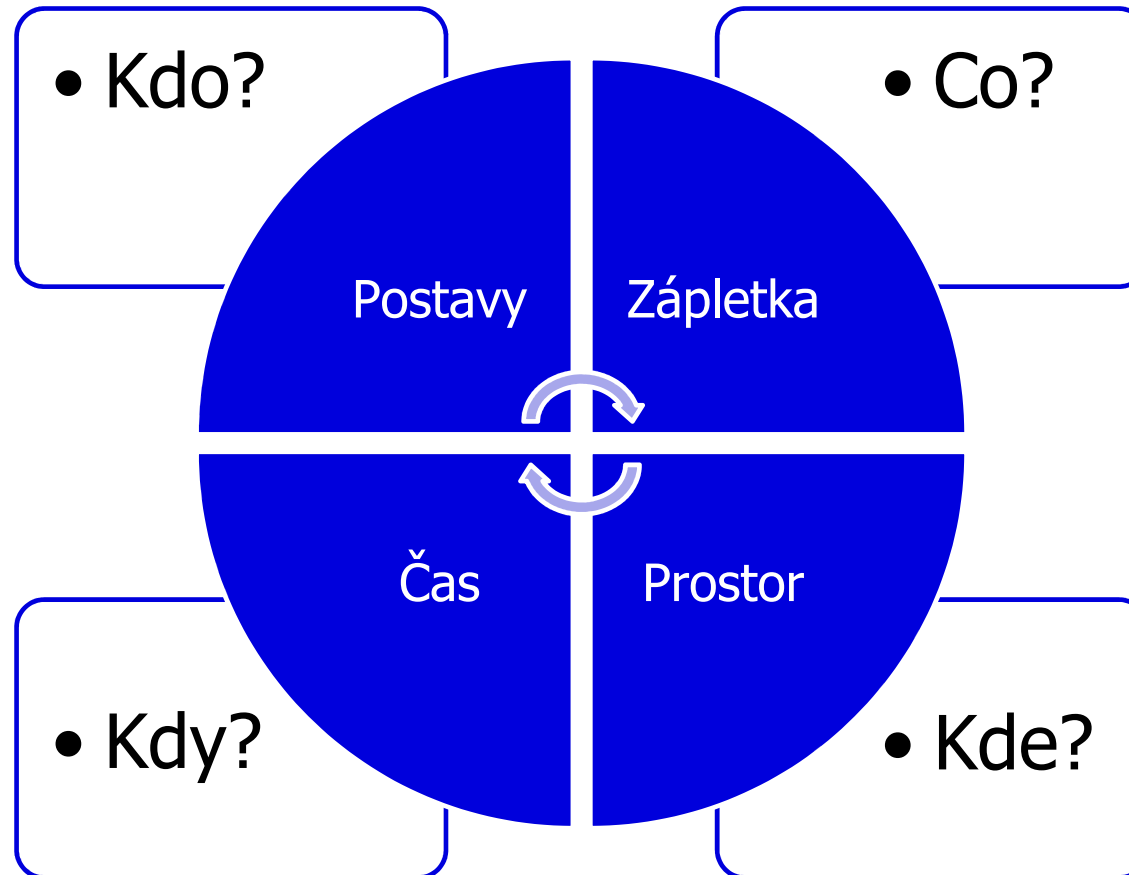 • Kdo?
• Co?
Postavy
Zápletka
Čas
Prostor
• Kdy?
• Kde?